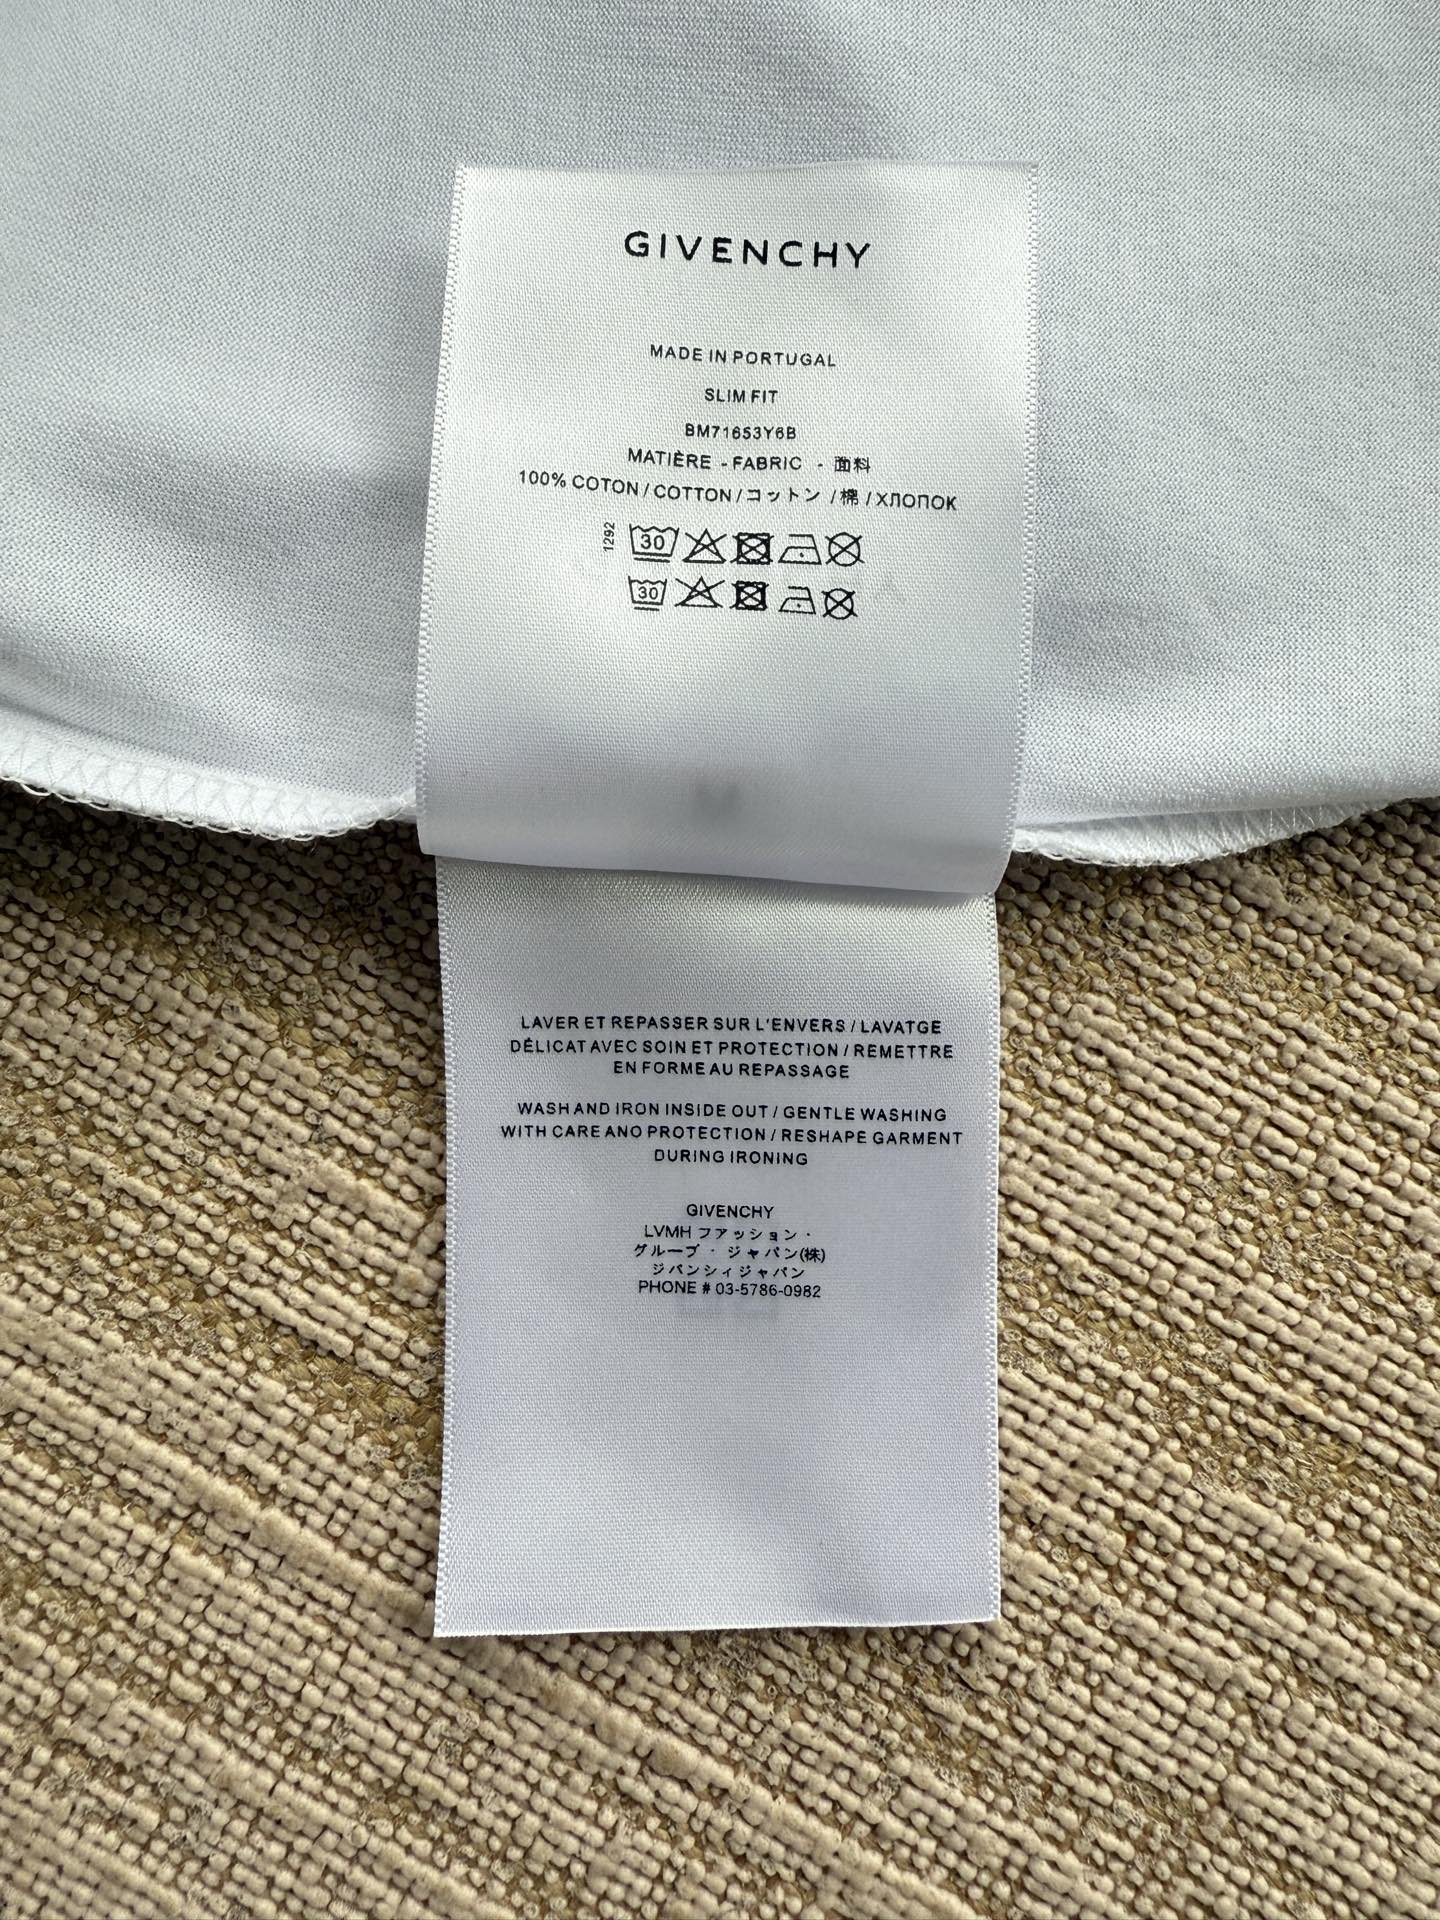 GIVENCHY
MADE IN PORTUGAL
SLIM FIT
BM71653Y6B
MATIÈRE - FABRIC - 面料
100% COTON / COTTON / コットン / 棉 / ХЛОПОК
1292
30
30
LAVER ET REPASSER SUR L'ENVERS / LAVATGE
DÉLICAT AVEC SOIN ET PROTECTION / REMETTRE
EN FORME AU REPASSAGE
WASH AND IRON INSIDE OUT / GENTLE WASHING
WITH CARE ANO PROTECTION / RESHAPE GARMENT
DURING IRONING
GIVENCHY
LVMH ファッション ·
グループ · ジャパン(株)
ジバンシィジャパン
PHONE # 03-5786-0982